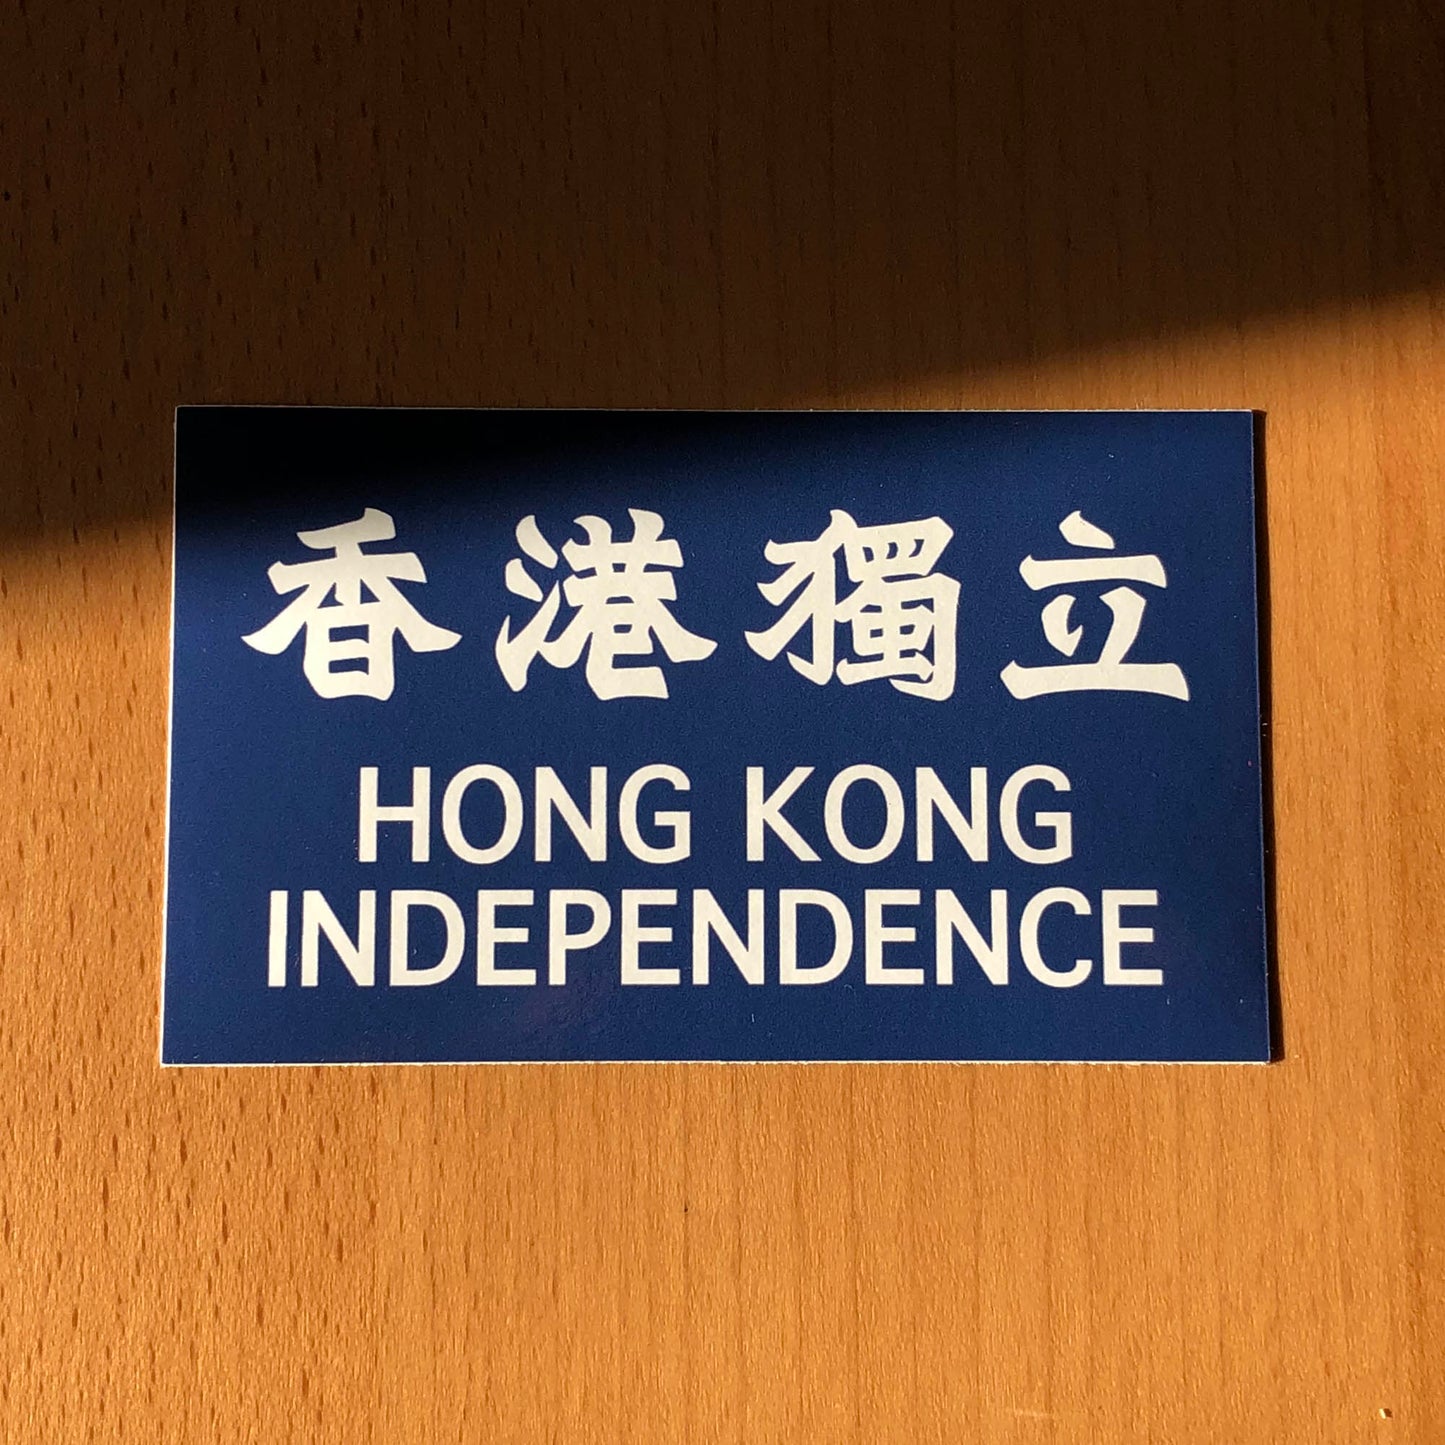 香港獨立
HONG KONG
INDEPENDENCE